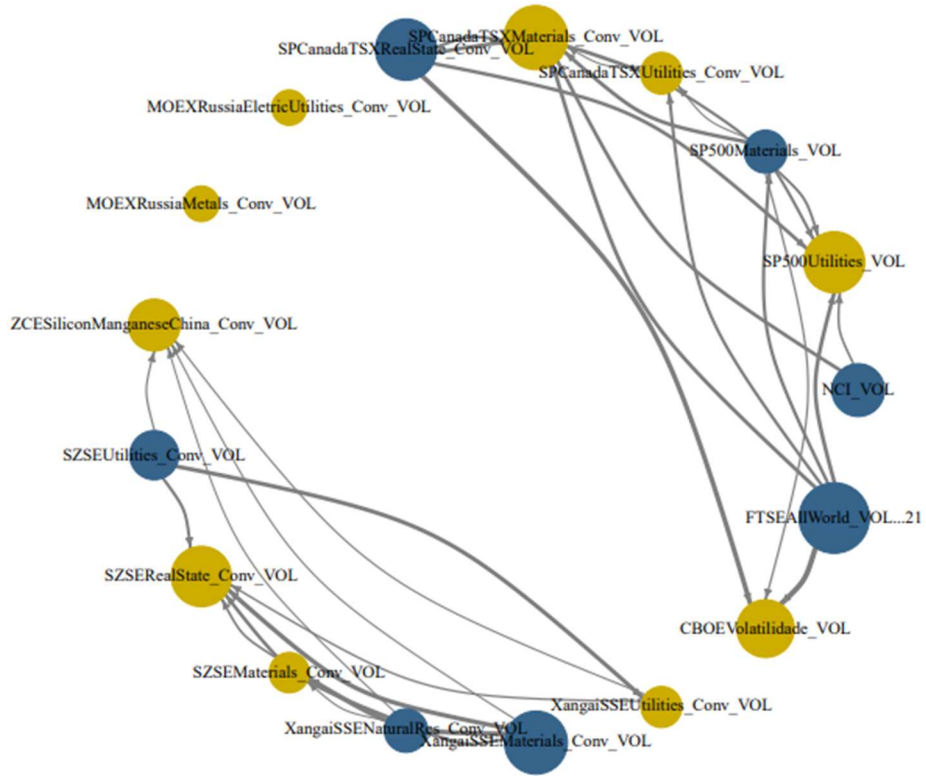 SPCanadaTSXMaterials_Conv_VOL
SPCanadaTSXRealState_Conv_VOL
SPCanadaTSXUtilities_Conv_VOL
MOEXRussiaEletricUtilities_Conv_VOL
SP500Materials_VOL
MOEXRussiaMetals_Conv_VOL
SP500Utilities_VOL
ZCESiliconManganeseChina_Conv_VOL
NCI_VOL
SZSEUtilities_Conv_VOL
FTSEAllWorld_VOL...21
SZSERealState_Conv_VOL
CBOEVolatilidade_VOL
SZSEMaterials_Conv_VOL
XangaiSSEUtilities_Conv_VOL
XangaiSSENaturalRes_Conv_VOL
XangaiSSEMaterials_Conv_VOL